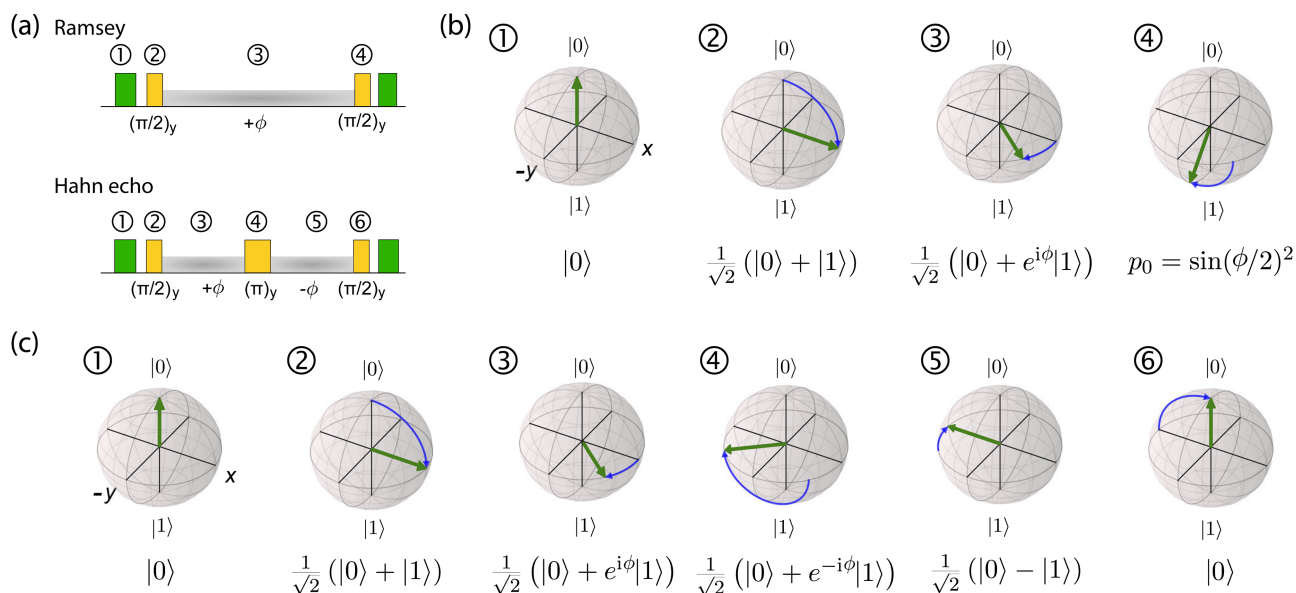 (a)
Ramsey
① ② ③ ④
(π/2)y +ϕ (π/2)y
Hahn echo
① ② ③ ④ ⑤ ⑥
(π/2)y +ϕ (π)y -ϕ (π/2)y
(b)
① ② ③ ④
|0⟩ |0⟩ |0⟩ |0⟩
-y x
|1⟩ |1⟩ |1⟩ |1⟩
|0⟩ 1/√2 (|0⟩ + |1⟩) 1/√2 (|0⟩ + e^{iϕ}|1⟩) p₀ = sin(ϕ/2)²
(c)
① ② ③ ④ ⑤ ⑥
|0⟩ |0⟩ |0⟩ |0⟩ |0⟩ |0⟩
-y x
|1⟩ |1⟩ |1⟩ |1⟩ |1⟩ |1⟩
|0⟩ 1/√2 (|0⟩ + |1⟩) 1/√2 (|0⟩ + e^{iϕ}|1⟩) 1/√2 (|0⟩ + e^{-iϕ}|1⟩) 1/√2 (|0⟩ − |1⟩) |0⟩